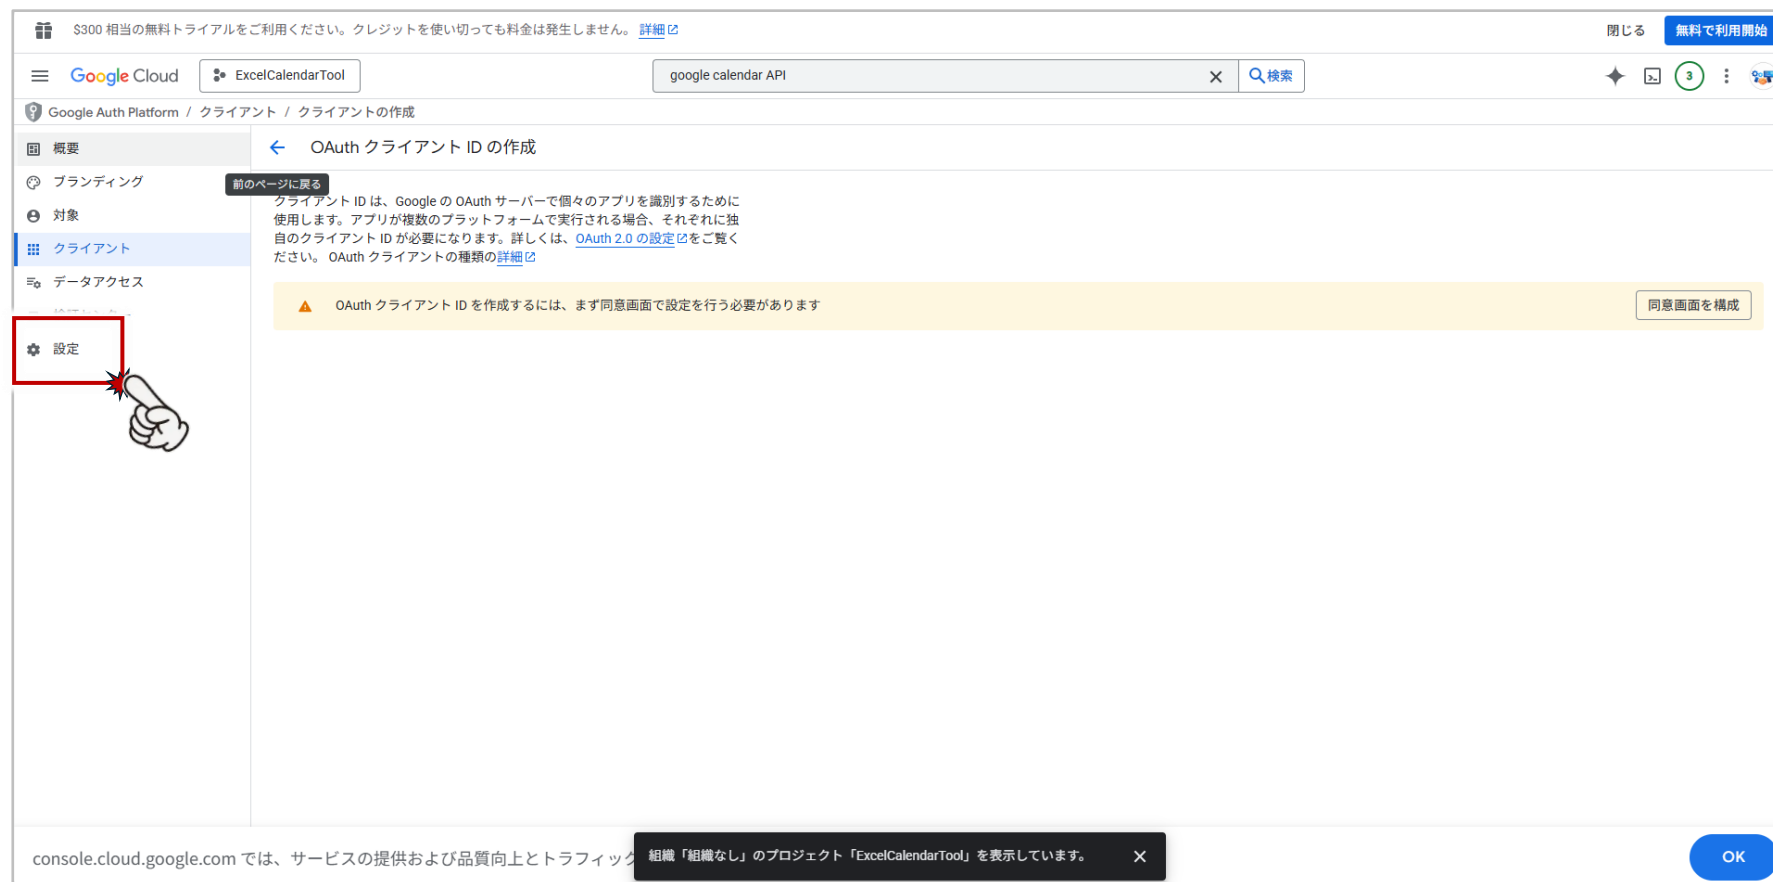 $300 相当の無料トライアルをご利用ください。クレジットを使い切っても料金は発生しません。 詳細
閉じる
無料で利用開始
Google Cloud
ExcelCalendarTool
google calendar API
検索
3
Google Auth Platform / クライアント / クライアントの作成
概要
ブランディング
対象
クライアント
データアクセス
設定
OAuth クライアント ID の作成
前のページに戻る
クライアント ID は、Google の OAuth サーバーで個々のアプリを識別するために
使用します。アプリが複数のプラットフォームで実行される場合、それぞれに独
自のクライアント ID が必要になります。詳しくは、OAuth 2.0 の設定をご覧く
ださい。 OAuth クライアントの種類の詳細
OAuth クライアント ID を作成するには、まず同意画面で設定を行う必要があります
同意画面を構成
console.cloud.google.com では、サービスの提供および品質向上とトラフィック
組織「組織なし」のプロジェクト「ExcelCalendarTool」を表示しています。
OK